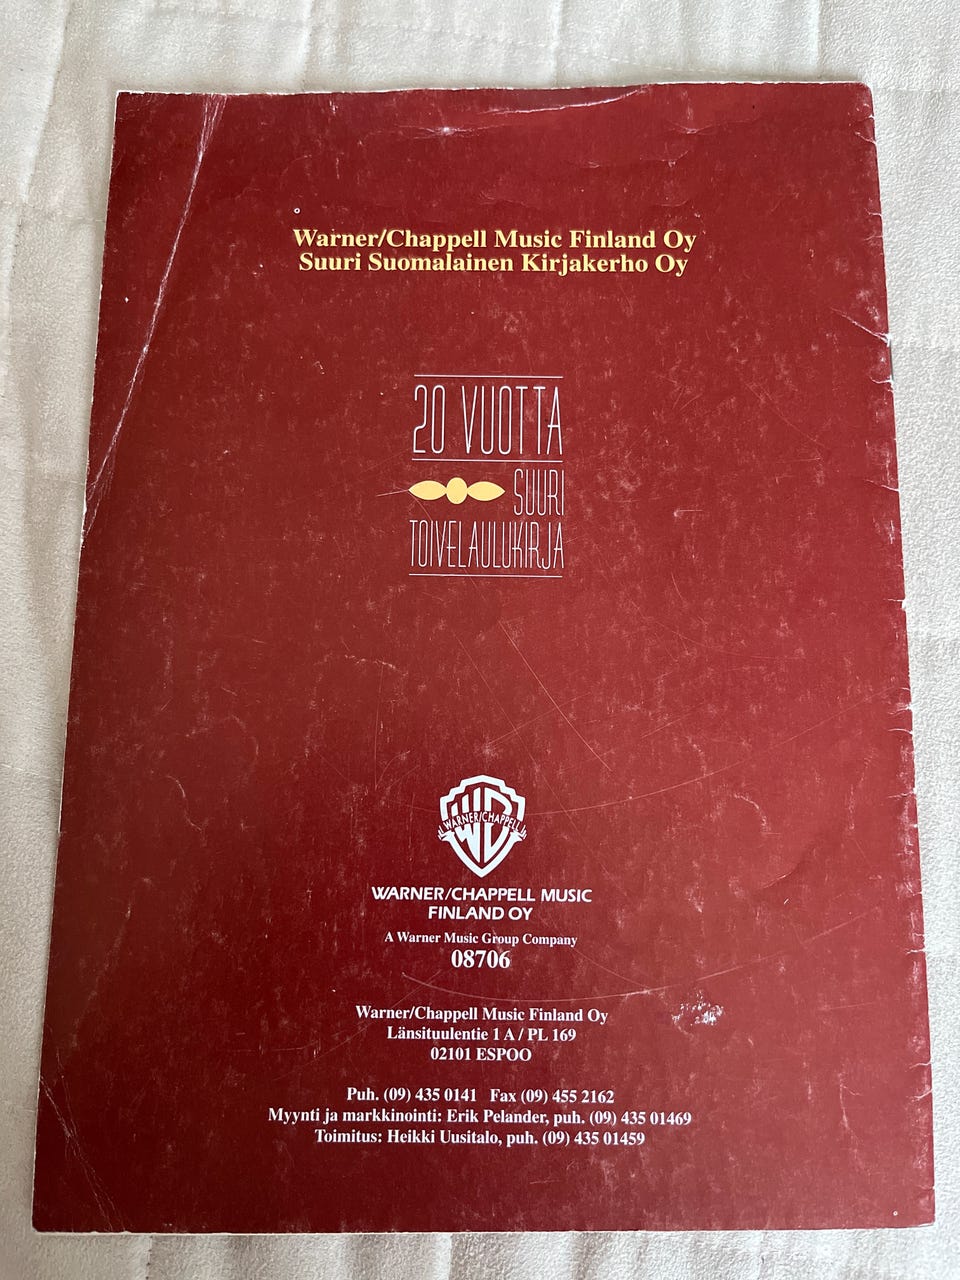 Warner/Chappell Music Finland Oy
Suuri Suomalainen Kirjakerho Oy
20 VUOTTA
SUURI
TOIVELAULUKIRJA
WB
WARNER/CHAPPELL
WARNER/CHAPPELL MUSIC
FINLAND OY
A Warner Music Group Company
08706
Warner/Chappell Music Finland Oy
Länsituulentie 1 A / PL 169
02101 ESPOO
Puh. (09) 435 0141 Fax (09) 455 2162
Myynti ja markkinointi: Erik Pelander, puh. (09) 435 01469
Toimitus: Heikki Uusitalo, puh. (09) 435 01459